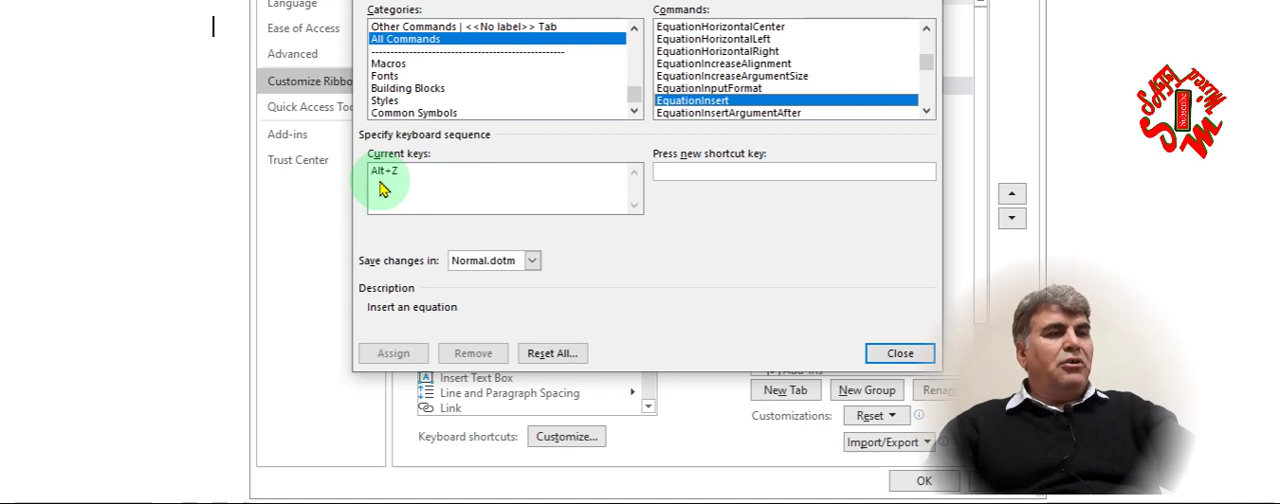 Language
Ease of Access
Advanced
Customize Ribbo
Quick Access Too
Add-ins
Trust Center
Categories:
Other Commands | <<No label>> Tab
All Commands
Macros
Fonts
Building Blocks
Styles
Common Symbols
Commands:
EquationHorizontalCenter
EquationHorizontalLeft
EquationHorizontalRight
EquationIncreaseAlignment
EquationIncreaseArgumentSize
EquationInputFormat
EquationInsert
EquationInsertArgumentAfter
Specify keyboard sequence
Current keys:
Alt+Z
Press new shortcut key:
Save changes in:
Normal.dotm
Description
Insert an equation
Assign
Remove
Reset All...
Close
Insert Text Box
Line and Paragraph Spacing
Link
Keyboard shortcuts:
Customize...
New Tab
New Group
Renam
Customizations:
Reset
Import/Export
OK
Subscribe
Mixed